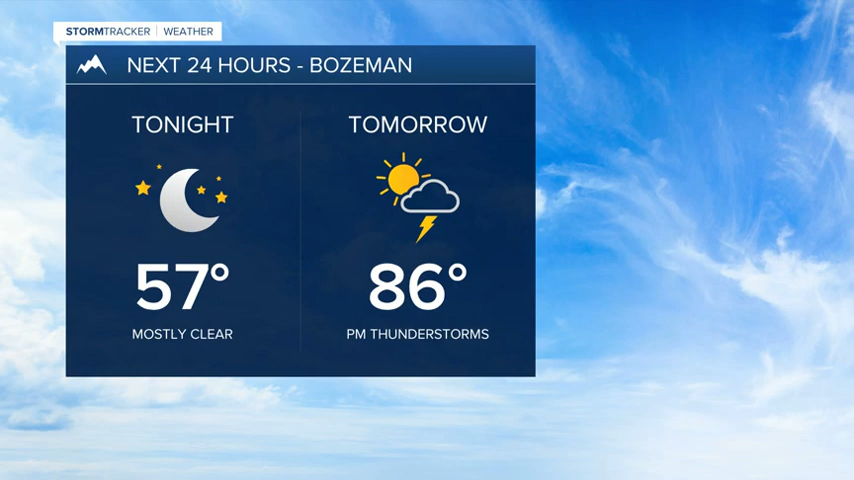 STORMTRACKER | WEATHER
NEXT 24 HOURS - BOZEMAN
TONIGHT
57°
MOSTLY CLEAR
TOMORROW
86°
PM THUNDERSTORMS